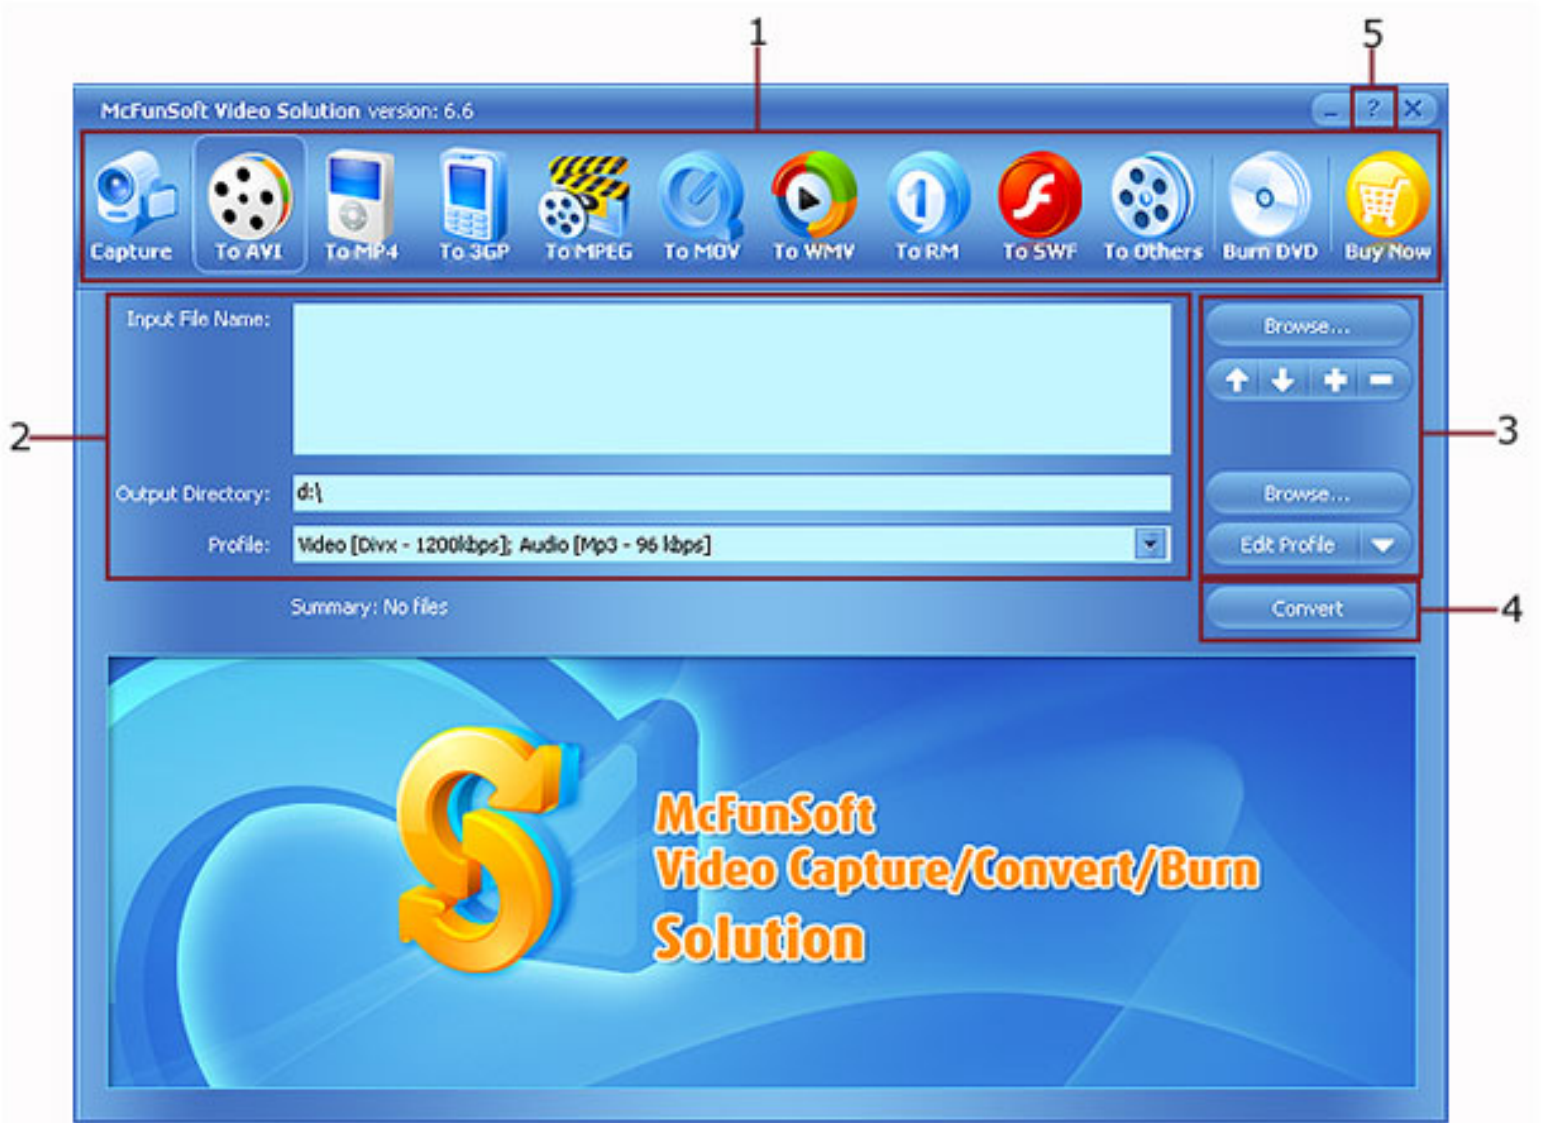 1
5
McFunSoft Video Solution version: 6.6
?
Capture
To AVI
To MP4
To 3GP
To MPEG
To MOV
To WMV
To RM
To SWF
To Others
Burn DVD
Buy Now
Input File Name:
Browse...
2
3
Output Directory:
d:\
Browse...
Profile:
Video [Divx - 1200kbps]; Audio [Mp3 - 96 kbps]
Edit Profile
Summary: No files
Convert
4
McFunSoft
Video Capture/Convert/Burn
Solution